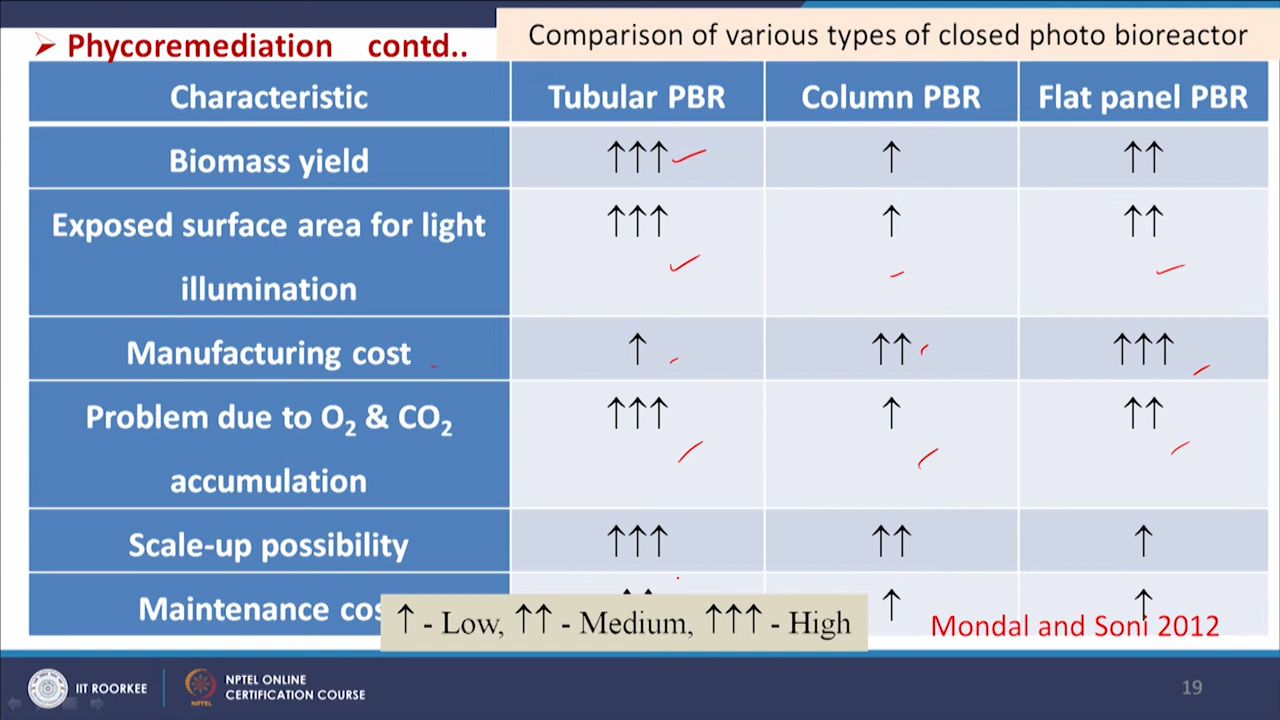 ➢ Phycoremediation contd..
Comparison of various types of closed photo bioreactor
Characteristic Tubular PBR Column PBR Flat panel PBR
Biomass yield ↑↑↑ ↑ ↑↑
Exposed surface area for light
illumination
↑↑↑ ↑ ↑↑
Manufacturing cost ↑ ↑↑ ↑↑↑
Problem due to O₂ & CO₂
accumulation
↑↑↑ ↑ ↑↑
Scale-up possibility ↑↑↑ ↑↑ ↑
Maintenance ↑ ↑
↑ - Low, ↑↑ - Medium, ↑↑↑ - High
Mondal and Soni 2012
IIT ROORKEE
NPTEL
NPTEL ONLINE
CERTIFICATION COURSE
19